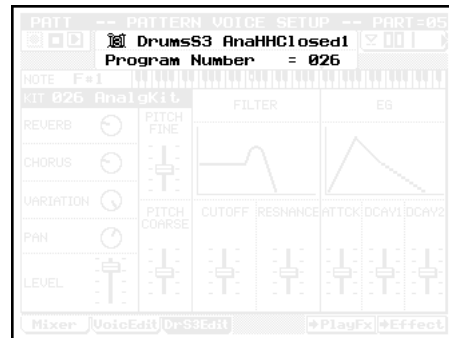 PATT -- PATTERN VOICE SETUP -- PART=05
DrumsS3 AnaHHClosed1
Program Number = 026
NOTE F#1
KIT 026 AnalgKit
FILTER
EG
REVERB
PITCH FINE
CHORUS
VARIATION
PITCH COARSE
CUTOFF
RESNANCE
ATTCK
DCAY1
DCAY2
PAN
LEVEL
Mixer
VoicEdit
DrS3Edit
PlayFx
Effect